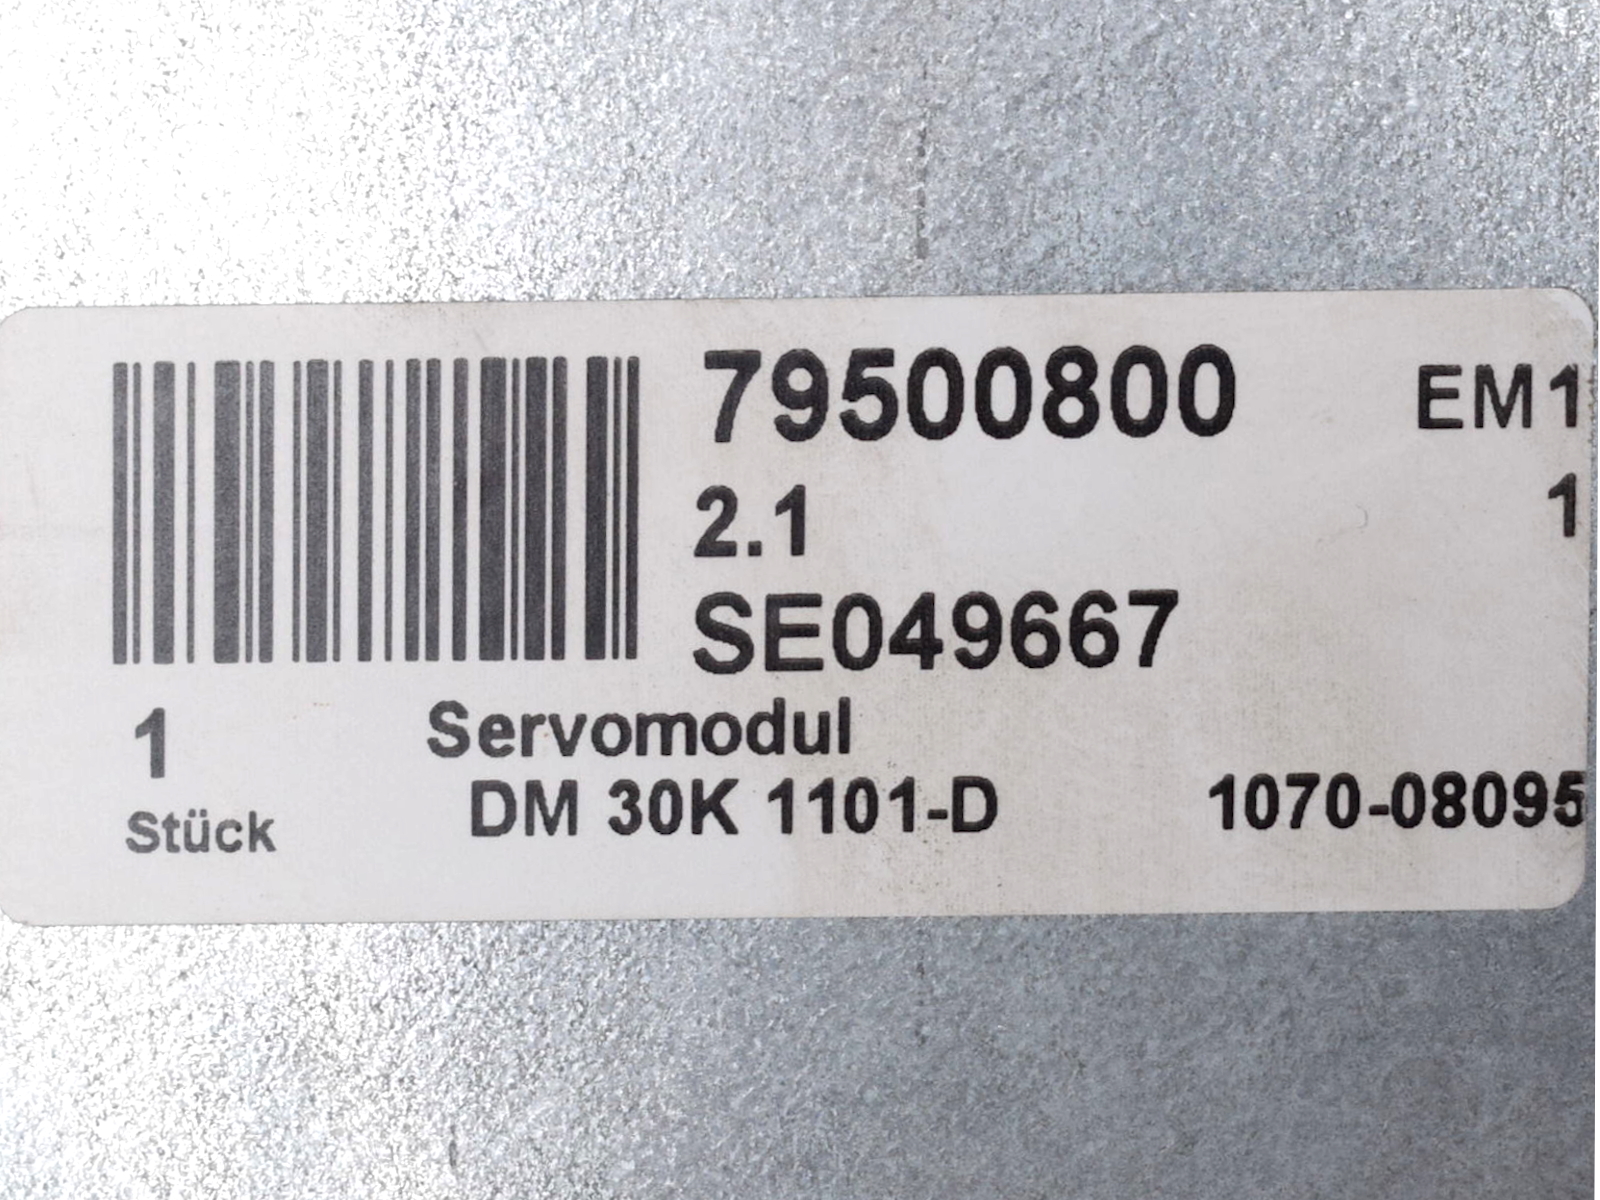 79500800 EM1
2.1 1
SE049667
1 Servomodul
Stück DM 30K 1101-D 1070-08095